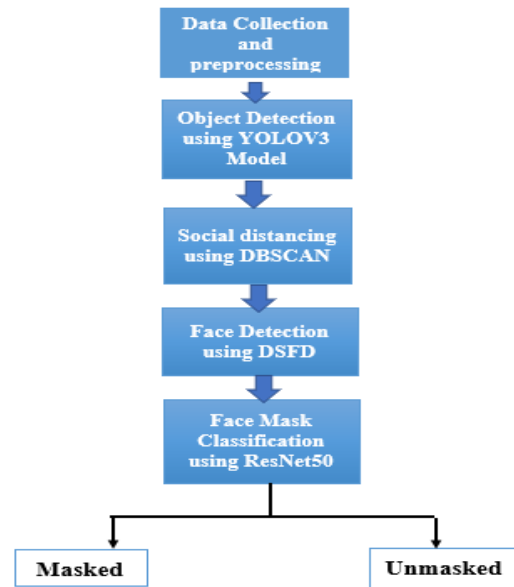 Data Collection
and
preprocessing
Object Detection
using YOLOV3
Model
Social distancing
using DBSCAN
Face Detection
using DSFD
Face Mask
Classification
using ResNet50
Masked
Unmasked